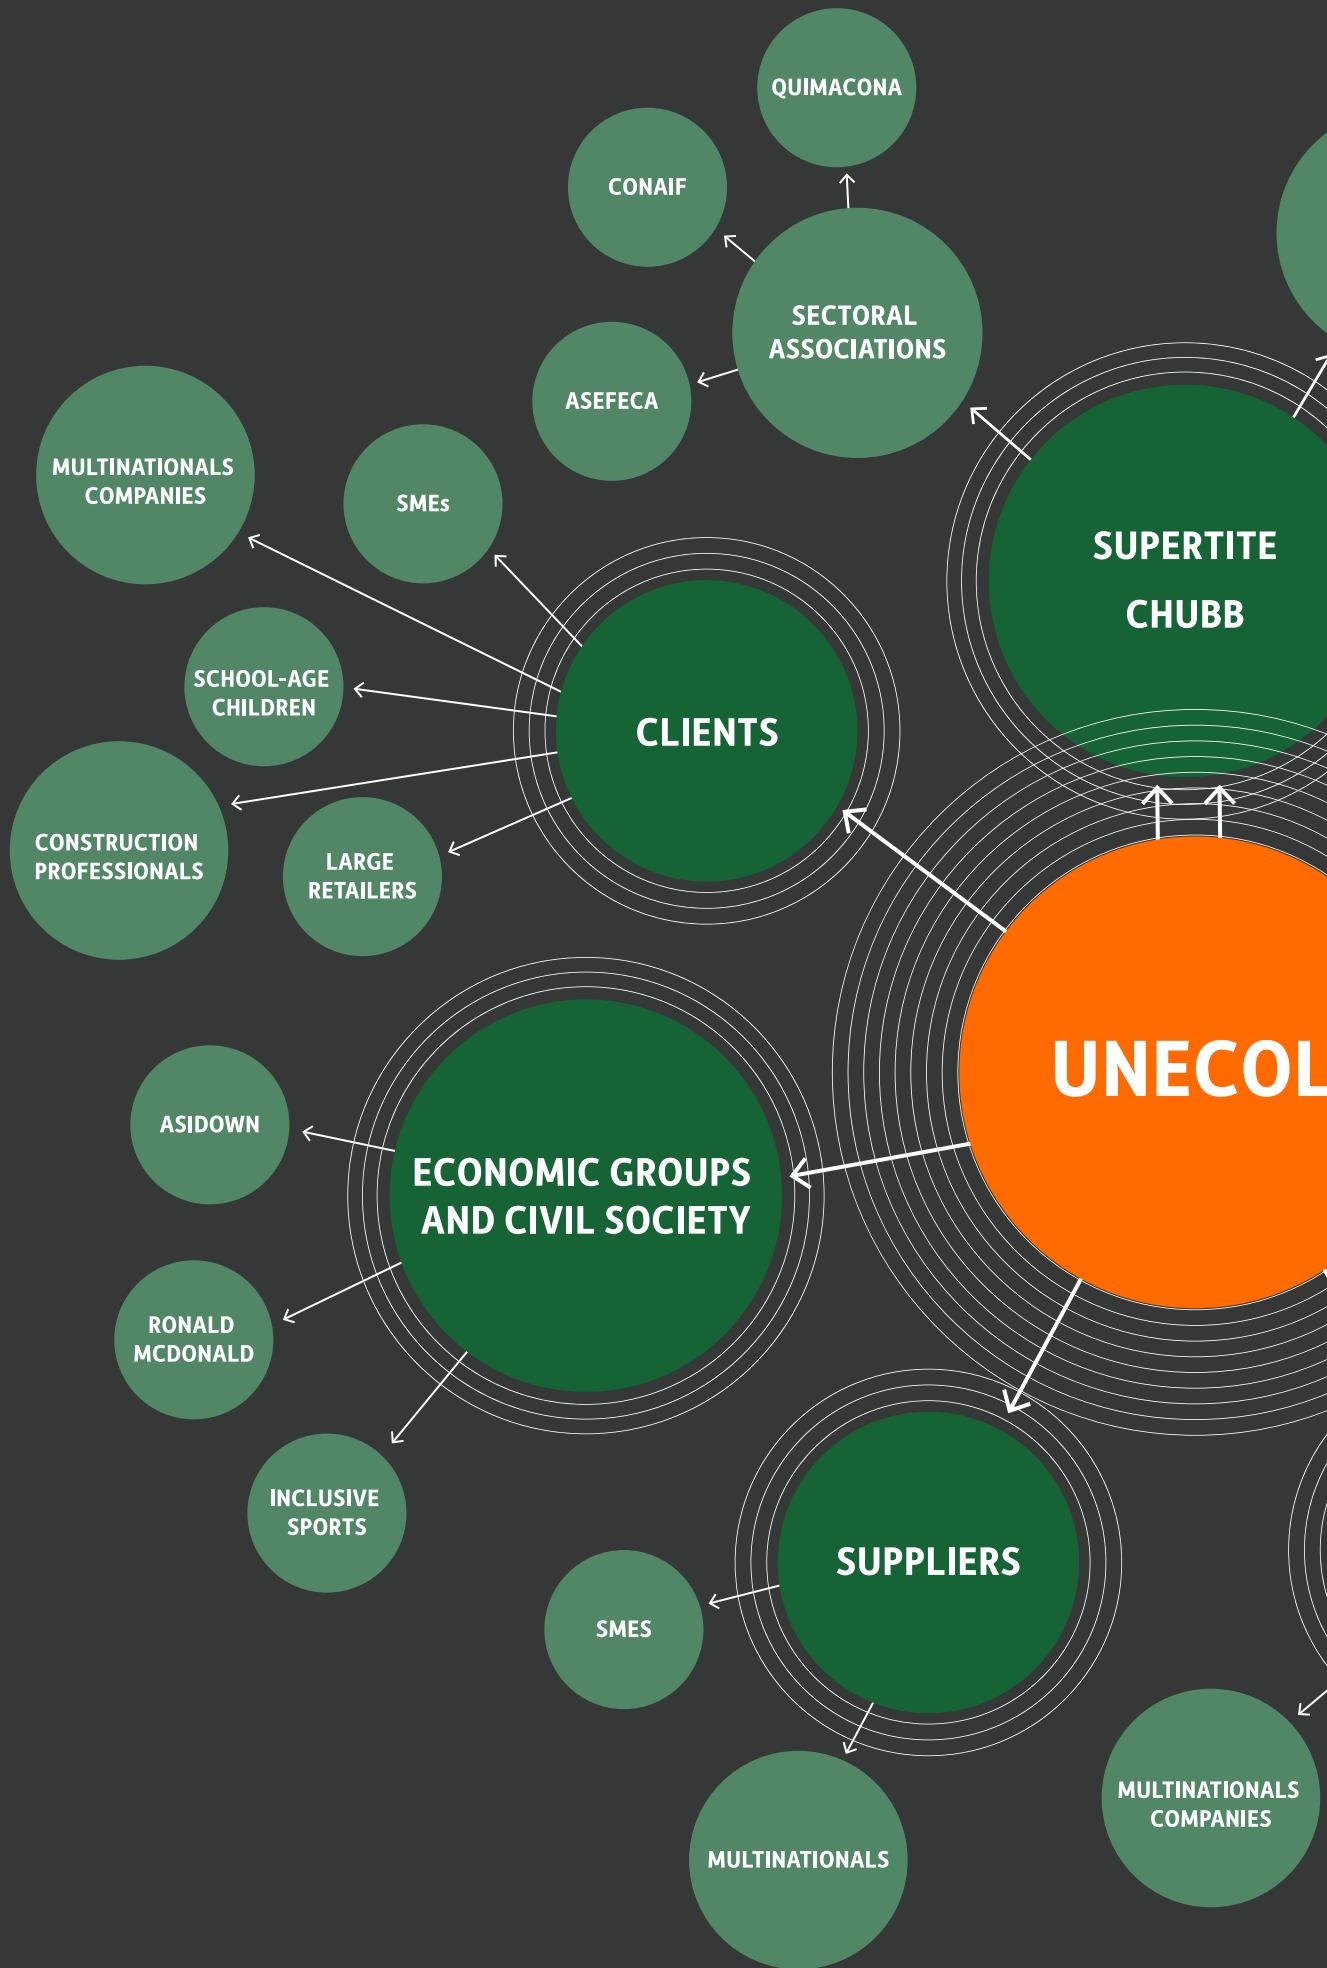 QUIMACONA
CONAIF
SECTORAL
ASSOCIATIONS
ASEFECA
MULTINATIONALS
COMPANIES
SMEs
SUPERTITE
CHUBB
SCHOOL-AGE
CHILDREN
CLIENTS
CONSTRUCTION
PROFESSIONALS
LARGE
RETAILERS
UNECOL
ASIDOWN
ECONOMIC GROUPS
AND CIVIL SOCIETY
RONALD
MCDONALD
INCLUSIVE
SPORTS
SUPPLIERS
SMES
MULTINATIONALS
COMPANIES
MULTINATIONALS